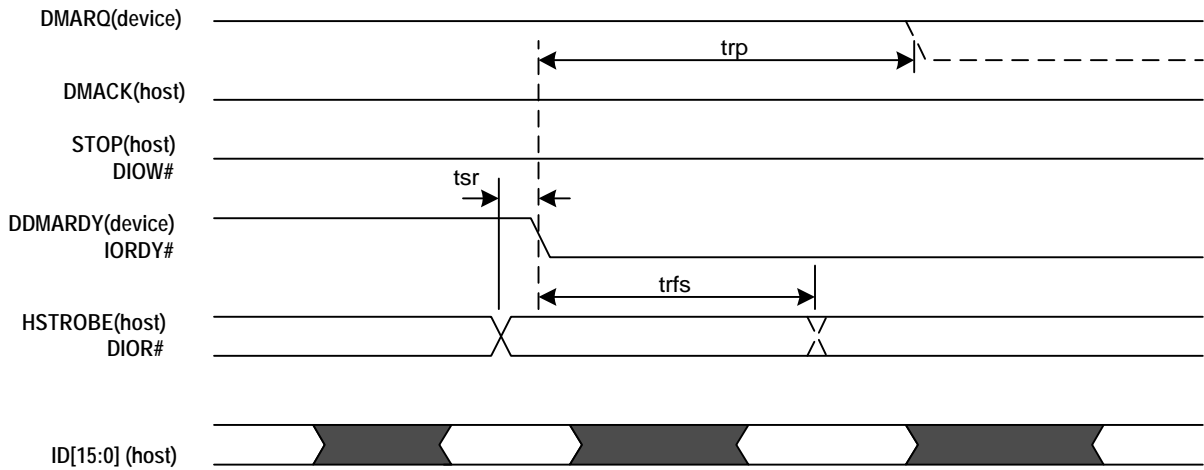 DMARQ(device)
trp
DMACK(host)
STOP(host)
DIOW#
tsr
DDMARDY(device)
IORDY#
trfs
HSTROBE(host)
DIOR#
ID[15:0] (host)